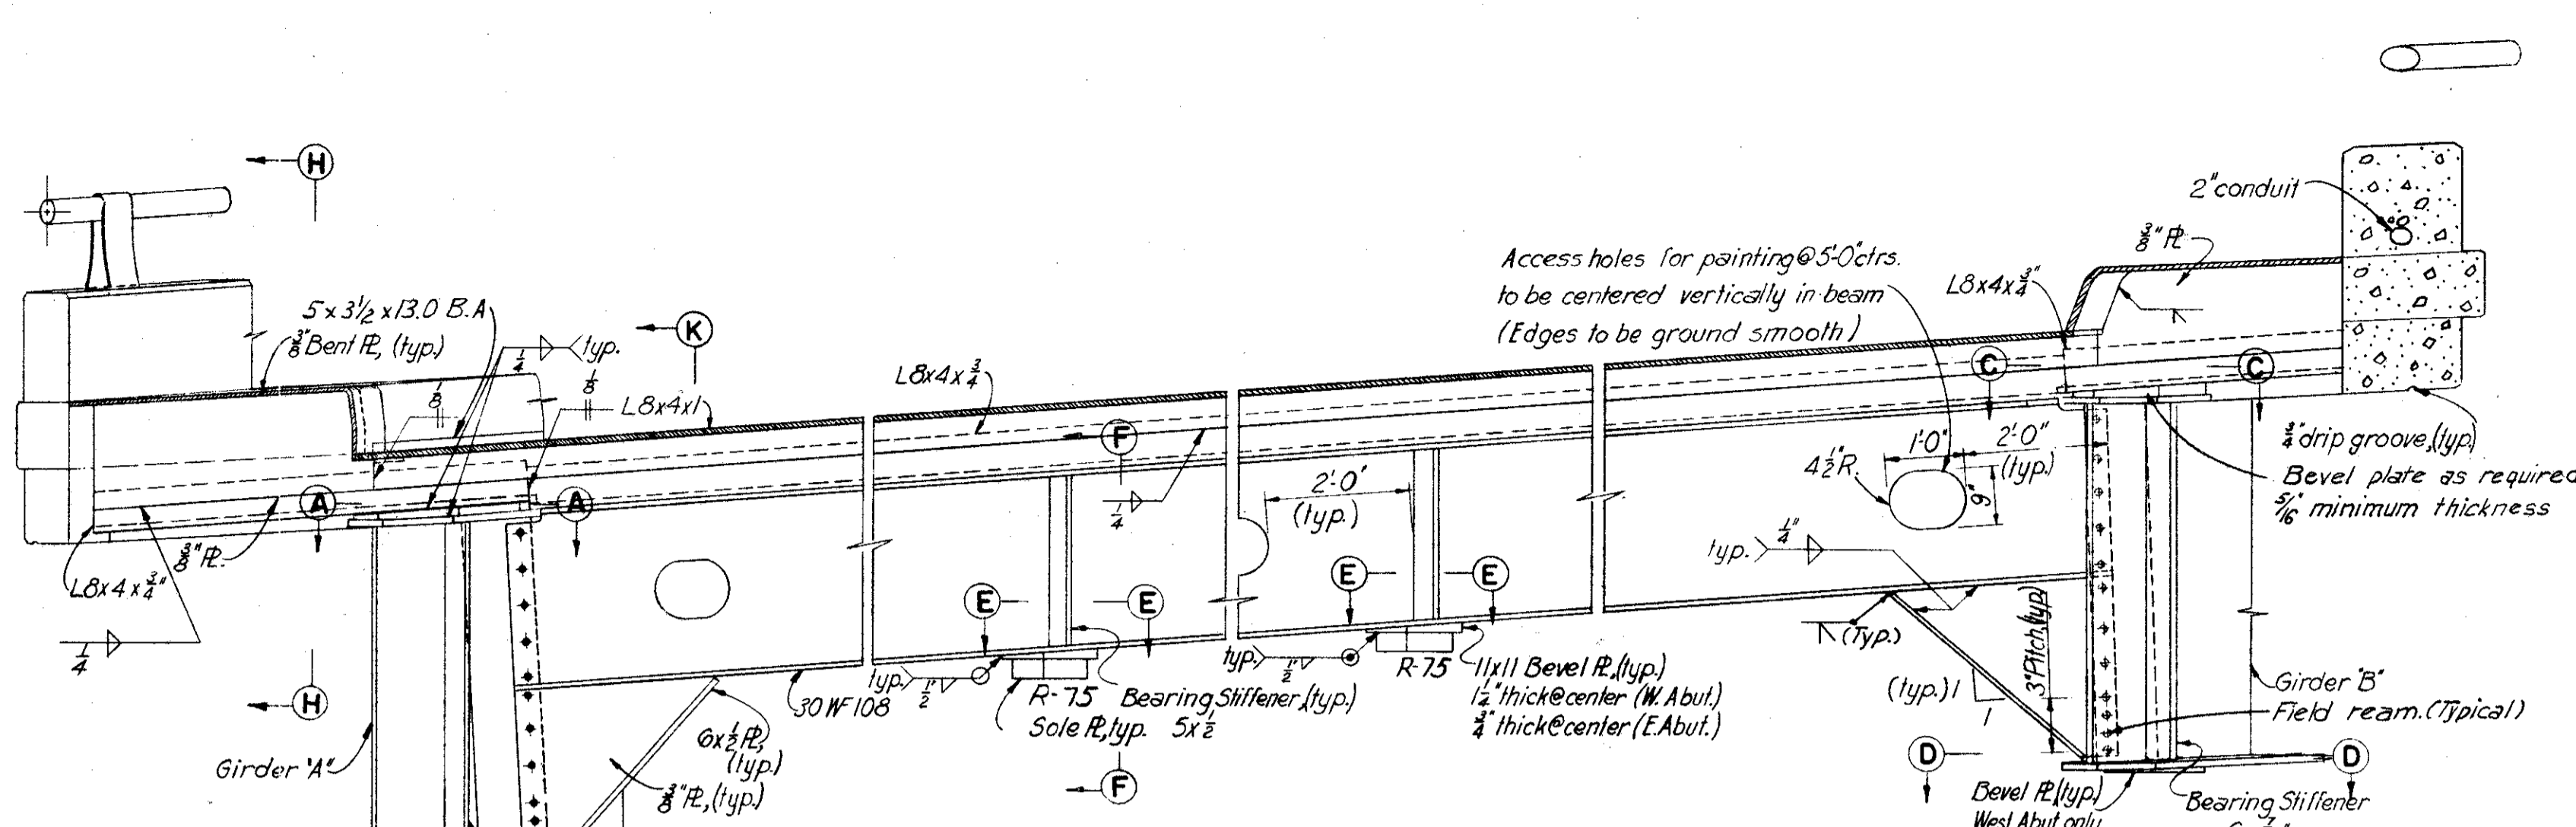 H
2"conduit
3/8" PL
Access holes for painting@5'-0"ctrs.
to be centered vertically in beam
(Edges to be ground smooth)
L8x4x3/4"
5x3 1/2x13.0 B.A
3/8"Bent PL, (typ.)
K
1/4 typ.
1/8
1/8
L8x4x1
L8x4x3/4
C
C
F
1/4
A
A
3/8" PL.
L8x4x3/4"
1/4
2'-0"
(typ.)
4 1/2"R.
1'-0"
9"
2'-0"
(typ.)
3/4"drip groove,(typ.)
Bevel plate as required
5/16" minimum thickness
typ. 1/4"
E
E
E
E
H
typ. 1/2"
R-75
Sole PL,typ. 5x1/2
Bearing Stiffener,(typ.)
typ. 1/2"
R-75
11x11 Bevel PL,(typ.)
1 1/4"thick@center (W. Abut.)
3/4"thick@center (E.Abut.)
(Typ.)
(typ.) 1
1
3"Pitch,(typ.)
Girder "B"
Field ream.(Typical)
30 WF 108
6x1/2 PL,
(typ.)
3/8" PL,(typ.)
Girder "A"
F
D
D
Bevel PL,(typ.)
West Abut only
Bearing Stiffener